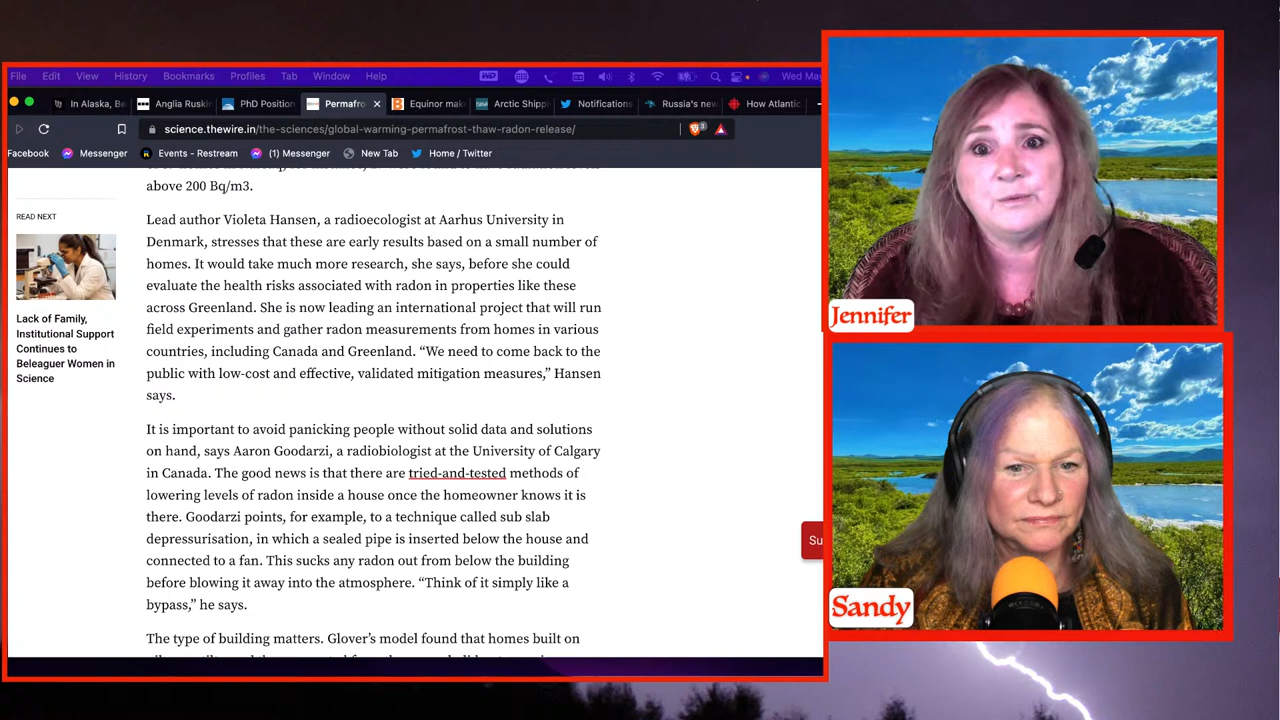 File Edit View History Bookmarks Profiles Tab Window Help HD Wed May
In Alaska, Be Anglia Ruski PhD Position Permafro × Equinor mak Arctic Shippi Notifications Russia's new How Atlantic
science.thewire.in/the-sciences/global-warming-permafrost-thaw-radon-release/ 3
Facebook Messenger Events - Restream (1) Messenger New Tab Home / Twitter
above 200 Bq/m3.
READ NEXT
Lack of Family,
Institutional Support
Continues to
Beleaguer Women in
Science
Lead author Violeta Hansen, a radioecologist at Aarhus University in
Denmark, stresses that these are early results based on a small number of
homes. It would take much more research, she says, before she could
evaluate the health risks associated with radon in properties like these
across Greenland. She is now leading an international project that will run
field experiments and gather radon measurements from homes in various
countries, including Canada and Greenland. “We need to come back to the
public with low-cost and effective, validated mitigation measures,” Hansen
says.
It is important to avoid panicking people without solid data and solutions
on hand, says Aaron Goodarzi, a radiobiologist at the University of Calgary
in Canada. The good news is that there are tried-and-tested methods of
lowering levels of radon inside a house once the homeowner knows it is
there. Goodarzi points, for example, to a technique called sub slab
depressurisation, in which a sealed pipe is inserted below the house and
connected to a fan. This sucks any radon out from below the building
before blowing it away into the atmosphere. “Think of it simply like a
bypass,” he says.
The type of building matters. Glover’s model found that homes built on
Su
Jennifer
Sandy